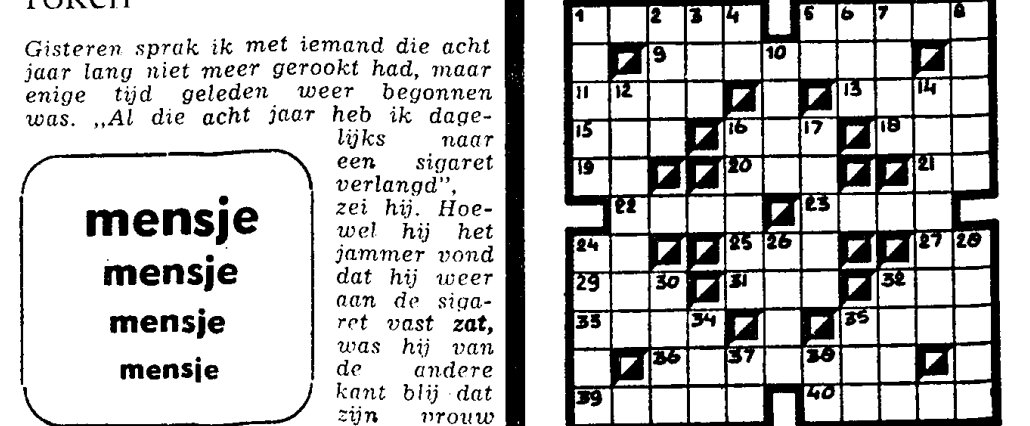 roken
Gisteren sprak ik met iemand die acht
jaar lang niet meer gerookt had, maar
enige tijd geleden weer begonnen
was. „Al die acht jaar heb ik dage-
lijks naar
een sigaret
verlangd",
zei hij. Hoe-
wel hij het
jammer vond
dat hij weer
aan de siga-
ret vast zat,
was hij van
de andere
kant blij dat
zijn vrouw
mensje
mensje
mensje
mensje
1 2 3 4 5 6 7 8
9 10
11 12 13 14
15 16 17 18
19 20 21
22 23
24 25 26 27 28
29 30 31 32
33 34 35
36 37 38
39 40